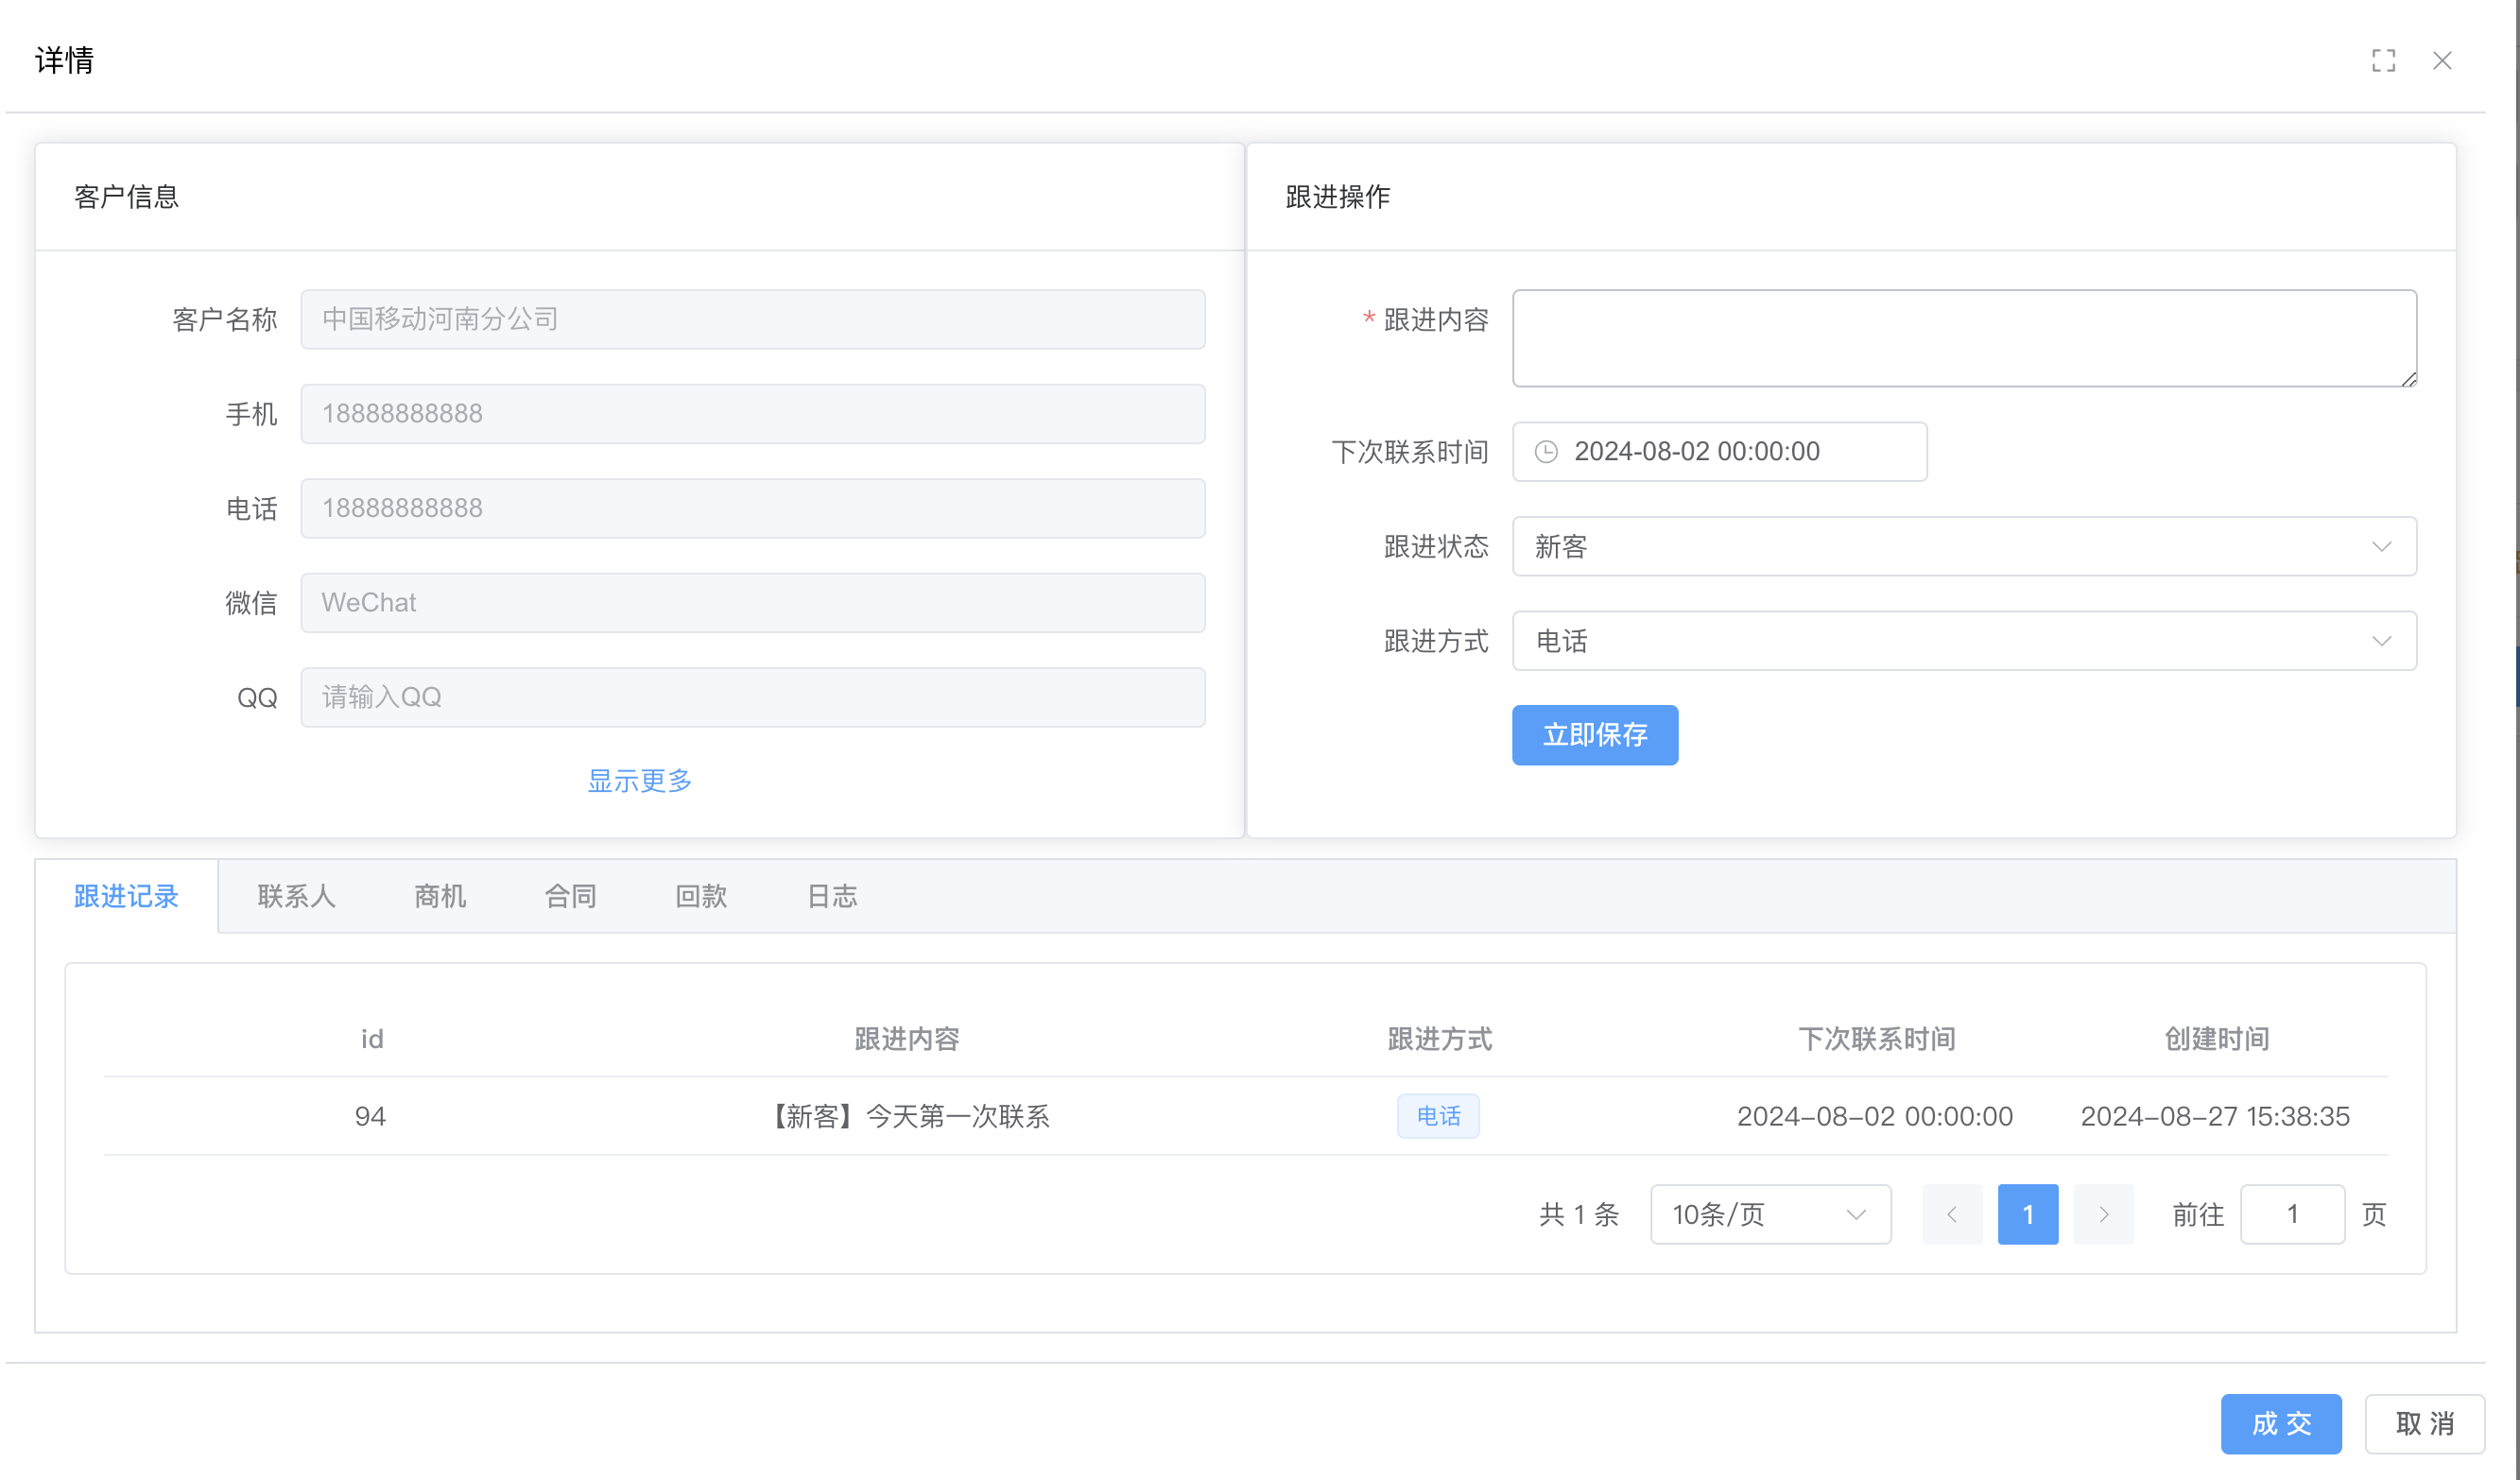 详情
客户信息
客户名称 中国移动河南分公司
手机 18888888888
电话 18888888888
微信 WeChat
QQ 请输入QQ
显示更多
跟进操作
* 跟进内容
下次联系时间 2024-08-02 00:00:00
跟进状态 新客
跟进方式 电话
立即保存
跟进记录 联系人 商机 合同 回款 日志
id 跟进内容 跟进方式 下次联系时间 创建时间
94 【新客】今天第一次联系 电话 2024-08-02 00:00:00 2024-08-27 15:38:35
共 1 条 10条/页 1 前往 1 页
成 交 取 消